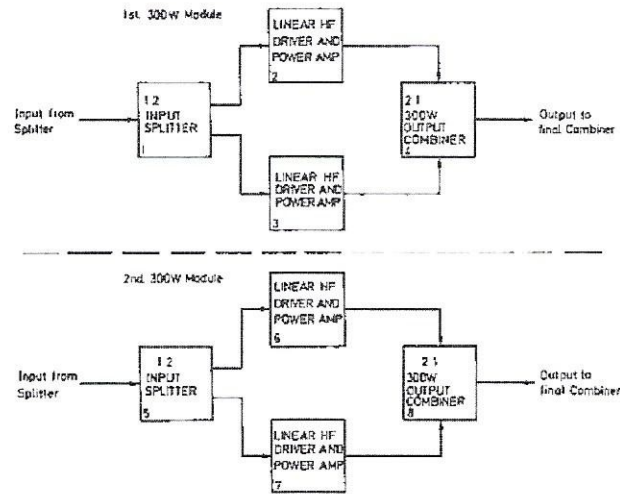 1st. 300W Module
LINEAR HF
DRIVER AND
POWER AMP
2
Input from
Splitter
1:2
INPUT
SPLITTER
1
2:1
300W
OUTPUT
COMBINER
4
Output to
final Combiner
LINEAR HF
DRIVER AND
POWER AMP
3
2nd. 300W Module
LINEAR HF
DRIVER AND
POWER AMP
6
Input from
Splitter
1:2
INPUT
SPLITTER
5
2:1
300W
OUTPUT
COMBINER
8
Output to
final Combiner
LINEAR HF
DRIVER AND
POWER AMP
7